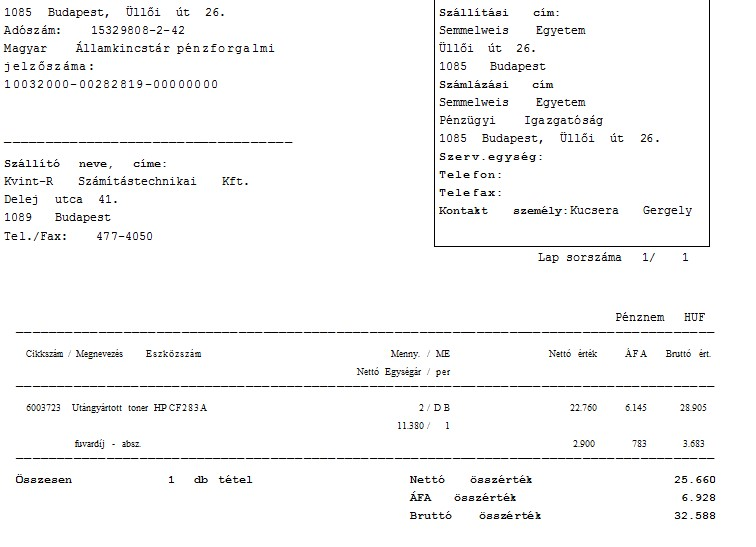 1085 Budapest, Üllői út 26.
Adószám: 15329808-2-42
Magyar Államkincstár pénzforgalmi
jelzőszáma:
10032000-00282819-00000000
Szállító neve, címe:
Kvint-R Számítástechnikai Kft.
Delej utca 41.
1089 Budapest
Tel./Fax: 477-4050
Szállítási cím:
Semmelweis Egyetem
Üllői út 26.
1085 Budapest
Számlázási cím
Semmelweis Egyetem
Pénzügyi Igazgatóság
1085 Budapest, Üllői út 26.
Szerv.egység:
Telefon:
Telefax:
Kontakt személy:Kucsera Gergely
Lap sorszáma 1/ 1
Pénznem HUF
Cikkszám / Megnevezés Eszközszám Menny. / ME Nettó érték ÁFA Bruttó ért.
Nettó Egységár / per
6003723 Utángyártott toner HP CF283A 2 / DB 22.760 6.145 28.905
11.380 / 1
fuvardíj - absz. 2.900 783 3.683
Összesen 1 db tétel Nettó összérték 25.660
ÁFA összérték 6.928
Bruttó összérték 32.588